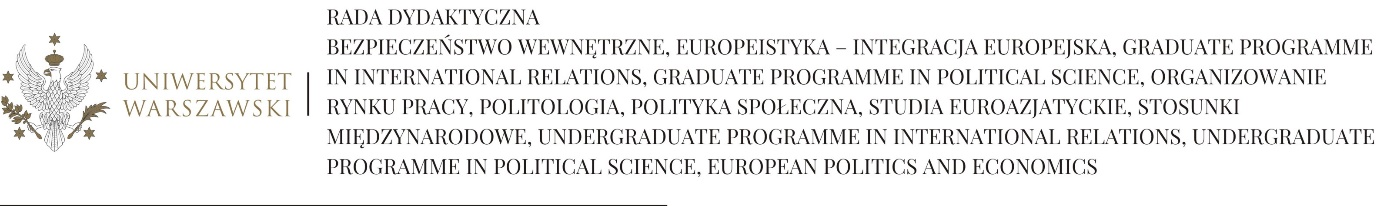 UNIWERSYTET
WARSZAWSKI
RADA DYDAKTYCZNA
BEZPIECZEŃSTWO WEWNĘTRZNE, EUROPEISTYKA – INTEGRACJA EUROPEJSKA, GRADUATE PROGRAMME
IN INTERNATIONAL RELATIONS, GRADUATE PROGRAMME IN POLITICAL SCIENCE, ORGANIZOWANIE
RYNKU PRACY, POLITOLOGIA, POLITYKA SPOŁECZNA, STUDIA EUROAZJATYCKIE, STOSUNKI
MIĘDZYNARODOWE, UNDERGRADUATE PROGRAMME IN INTERNATIONAL RELATIONS, UNDERGRADUATE
PROGRAMME IN POLITICAL SCIENCE, EUROPEAN POLITICS AND ECONOMICS